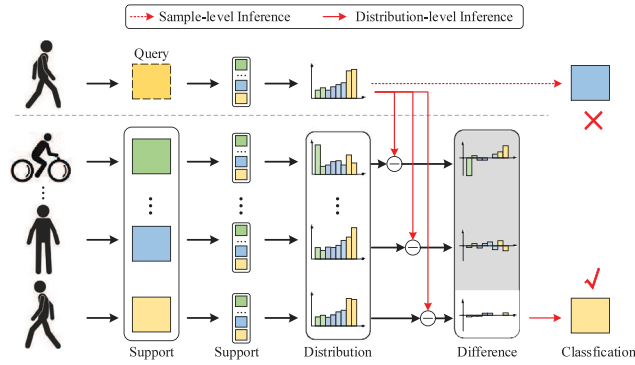 Sample-level Inference
Distribution-level Inference
Query
Support
Support
Distribution
Difference
Classfication